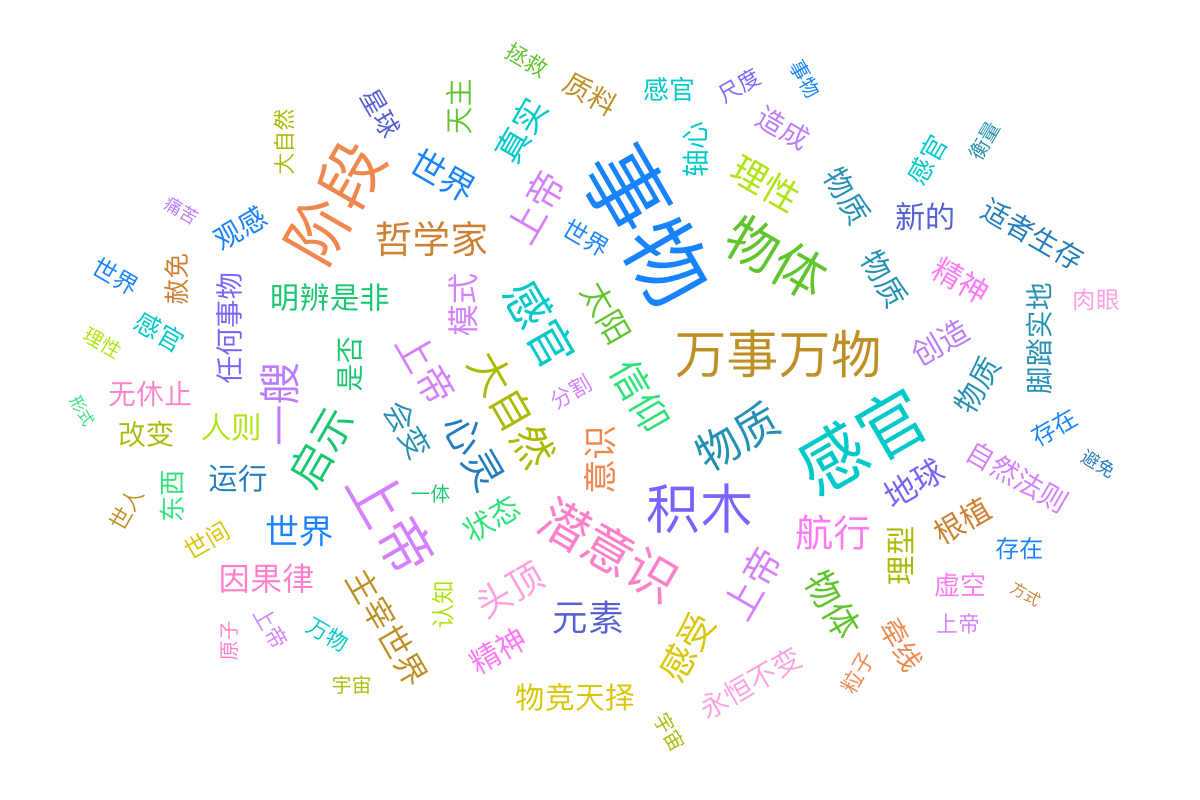 拯救
质料
感官
尺度
事物
星球
天主
真实
造成
轴心
大自然
阶段
世界
上帝
事物
理性
物质
感官
衡量
痛苦
观感
哲学家
世界
物体
新的
适者生存
世界
赦免
任何事物
明辨是非
模式
感官
太阳
物质
精神
肉眼
理性
感官
是否
上帝
大自然
分割
信仰
万事万物
创造
脚踏实地
无休止
一艘
物质
形式
改变
人则
启示
会变
心灵
意识
物质
感官
存在
避免
世人
东西
运行
上帝
一体
状态
积木
地球
自然法则
世间
世界
潜意识
航行
理型
根植
存在
因果律
主宰世界
认知
头顶
元素
上帝
物体
虚空
方式
原子
上帝
万物
精神
感受
牵线
上帝
宇宙
物竞天择
永恒不变
粒子
宇宙